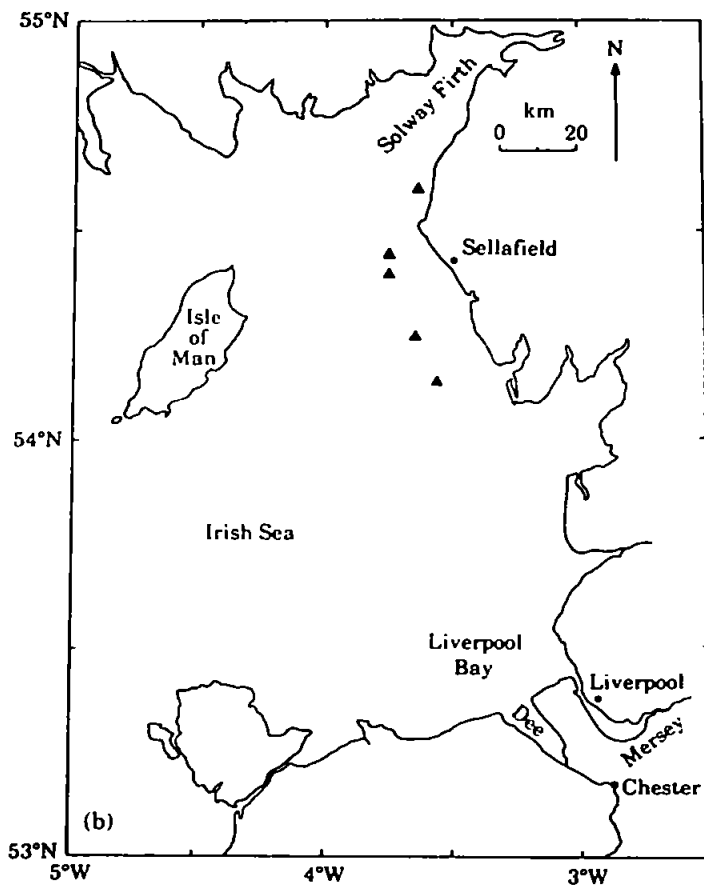 55°N
N
Solway Firth
km
0 20
Sellafield
Isle
of
Man
54°N
Irish Sea
Liverpool
Bay
Liverpool
Dee
Mersey
Chester
(b)
53°N
5°W 4°W 3°W